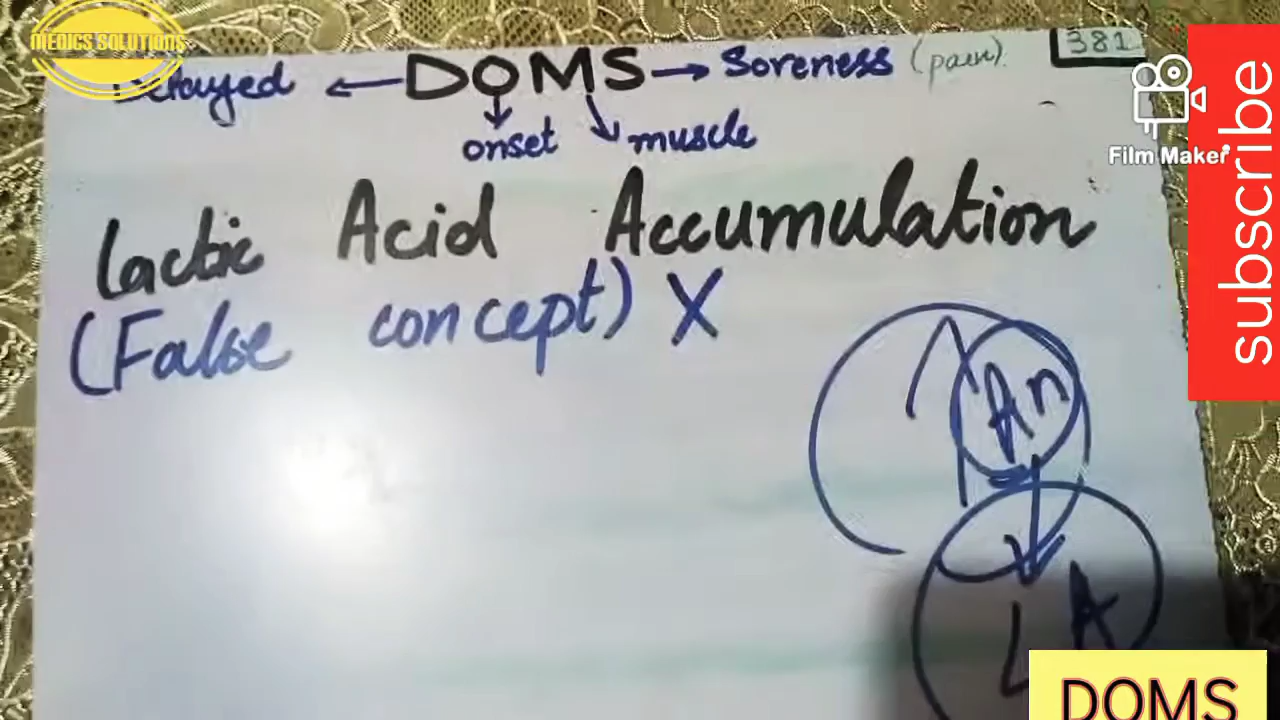 MEDICS SOLUTIONS
Delayed ← DOMS → Soreness (pain)
381
onset muscle
Lactic Acid Accumulation
(False concept) X
An
LA
Film Maker
subscribe
DOMS